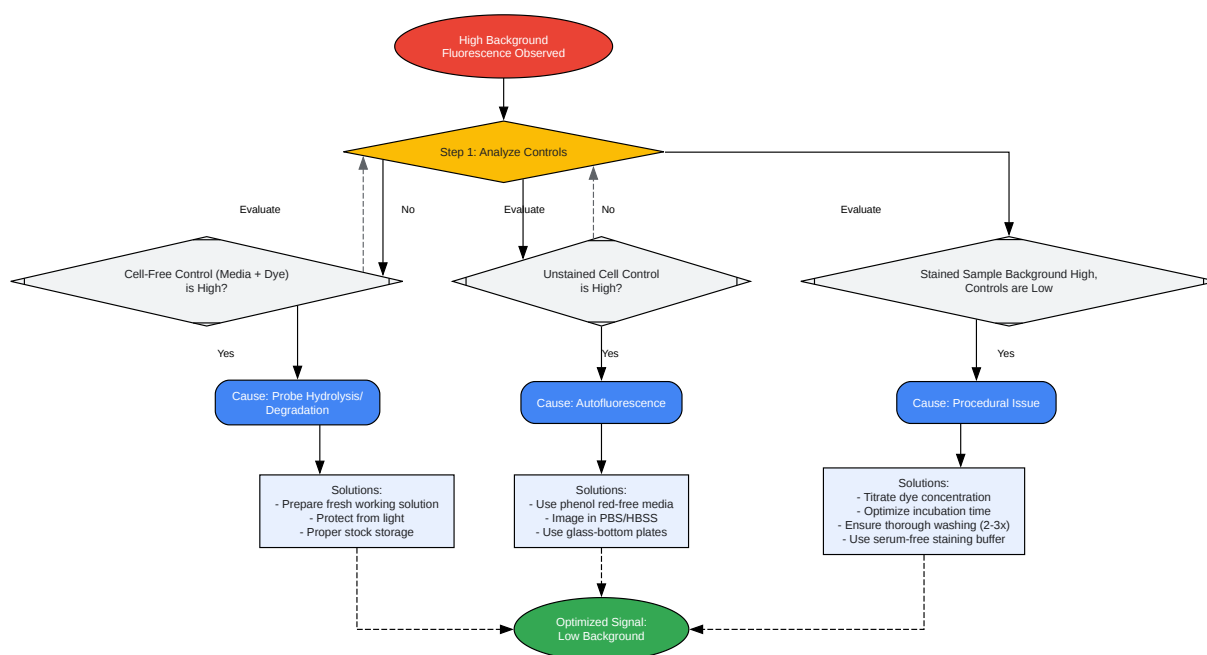 High Background
Fluorescence Observed
Step 1: Analyze Controls
Evaluate
No
Evaluate
No
Evaluate
Cell-Free Control (Media + Dye)
is High?
Unstained Cell Control
is High?
Stained Sample Background High,
Controls are Low
Yes
Yes
Yes
Cause: Probe Hydrolysis/
Degradation
Cause: Autofluorescence
Cause: Procedural Issue
Solutions:
- Prepare fresh working solution
- Protect from light
- Proper stock storage
Solutions:
- Use phenol red-free media
- Image in PBS/HBSS
- Use glass-bottom plates
Solutions:
- Titrate dye concentration
- Optimize incubation time
- Ensure thorough washing (2-3x)
- Use serum-free staining buffer
Optimized Signal:
Low Background